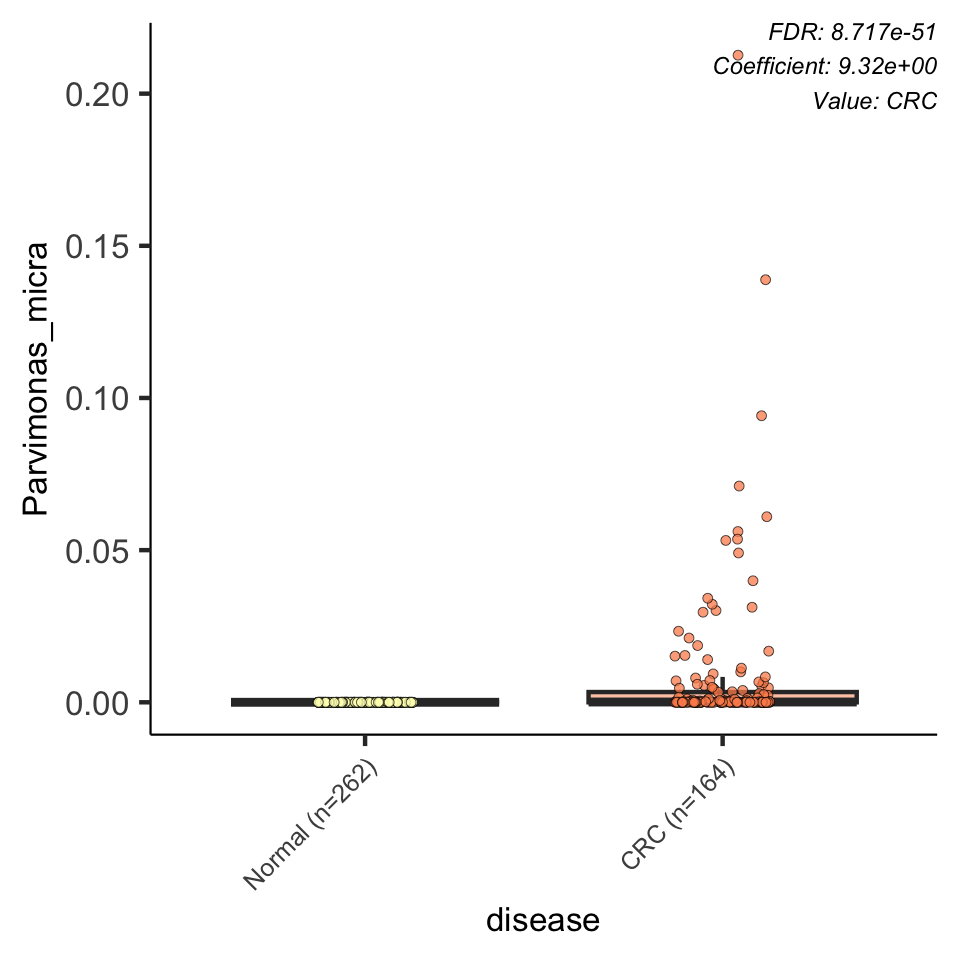 FDR: 8.717e-51
Coefficient: 9.32e+00
Value: CRC
Parvimonas_micra
0.20
0.15
0.10
0.05
0.00
Normal (n=262)
CRC (n=164)
disease